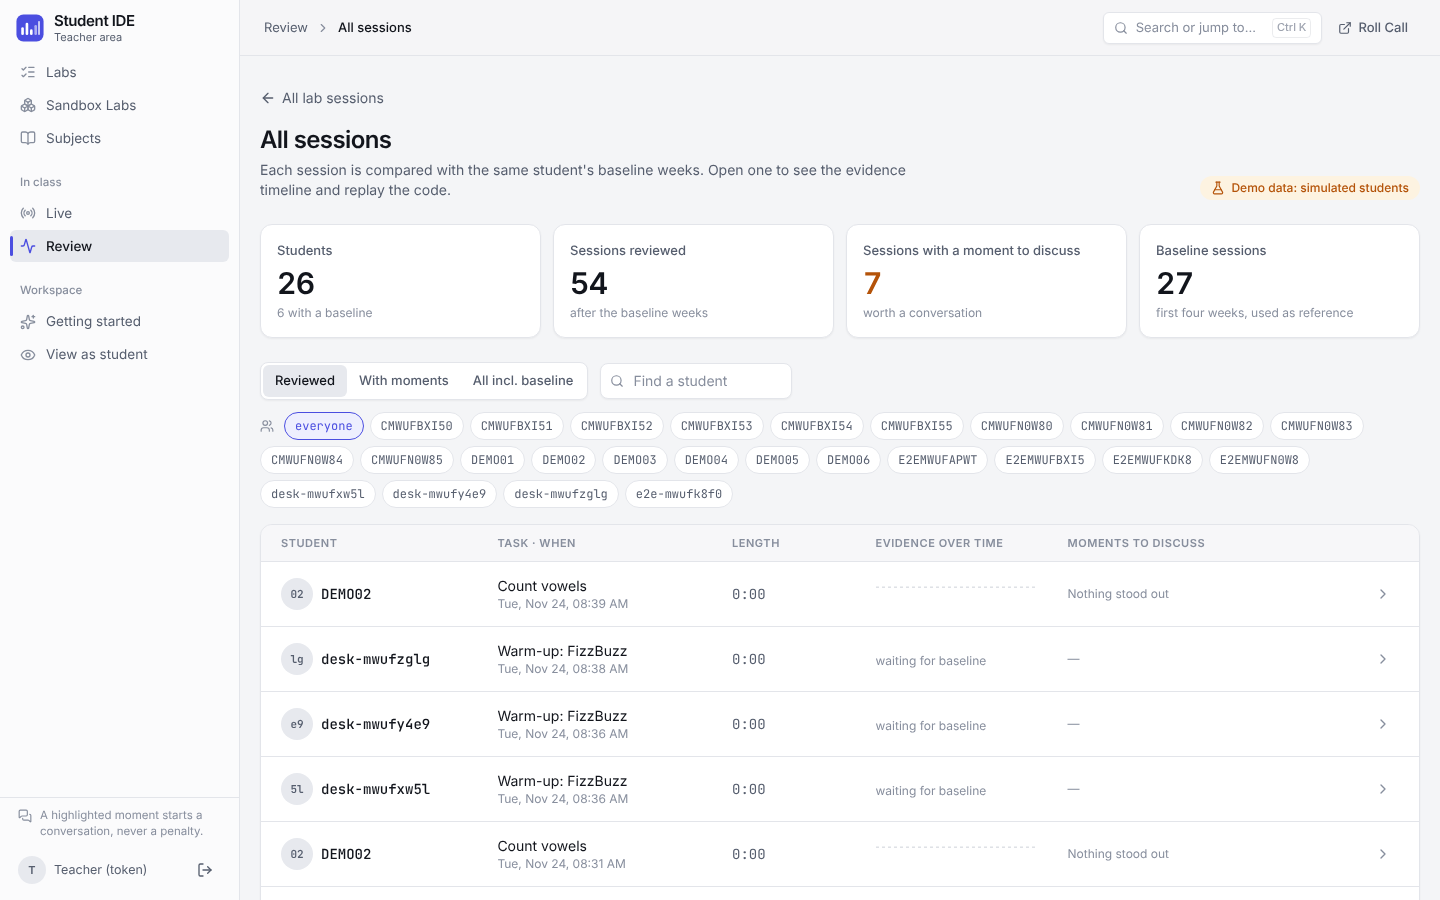 Student IDE
Teacher area
Labs
Sandbox Labs
Subjects
In class
Live
Review
Workspace
Getting started
View as student
A highlighted moment starts a
conversation, never a penalty.
T Teacher (token)
Review All sessions
Search or jump to... Ctrl K
Roll Call
All lab sessions
All sessions
Each session is compared with the same student's baseline weeks. Open one to see the evidence
timeline and replay the code.
Demo data: simulated students
Students
26
6 with a baseline
Sessions reviewed
54
after the baseline weeks
Sessions with a moment to discuss
7
worth a conversation
Baseline sessions
27
first four weeks, used as reference
Reviewed With moments All incl. baseline Find a student
everyone CMWUFBXI50 CMWUFBXI51 CMWUFBXI52 CMWUFBXI53 CMWUFBXI54 CMWUFBXI55 CMWUFN0W80 CMWUFN0W81 CMWUFN0W82 CMWUFN0W83
CMWUFN0W84 CMWUFN0W85 DEMO01 DEMO02 DEMO03 DEMO04 DEMO05 DEMO06 E2EMWUFAPWT E2EMWUFBXI5 E2EMWUFKDK8 E2EMWUFN0W8
desk-mwufxw5l desk-mwufy4e9 desk-mwufzglg e2e-mwufk8f0
STUDENT TASK · WHEN LENGTH EVIDENCE OVER TIME MOMENTS TO DISCUSS
02 DEMO02 Count vowels 0:00 Nothing stood out
Tue, Nov 24, 08:39 AM
lg desk-mwufzglg Warm-up: FizzBuzz 0:00 waiting for baseline —
Tue, Nov 24, 08:38 AM
e9 desk-mwufy4e9 Warm-up: FizzBuzz 0:00 waiting for baseline —
Tue, Nov 24, 08:36 AM
5l desk-mwufxw5l Warm-up: FizzBuzz 0:00 waiting for baseline —
Tue, Nov 24, 08:36 AM
02 DEMO02 Count vowels 0:00 Nothing stood out
Tue, Nov 24, 08:31 AM